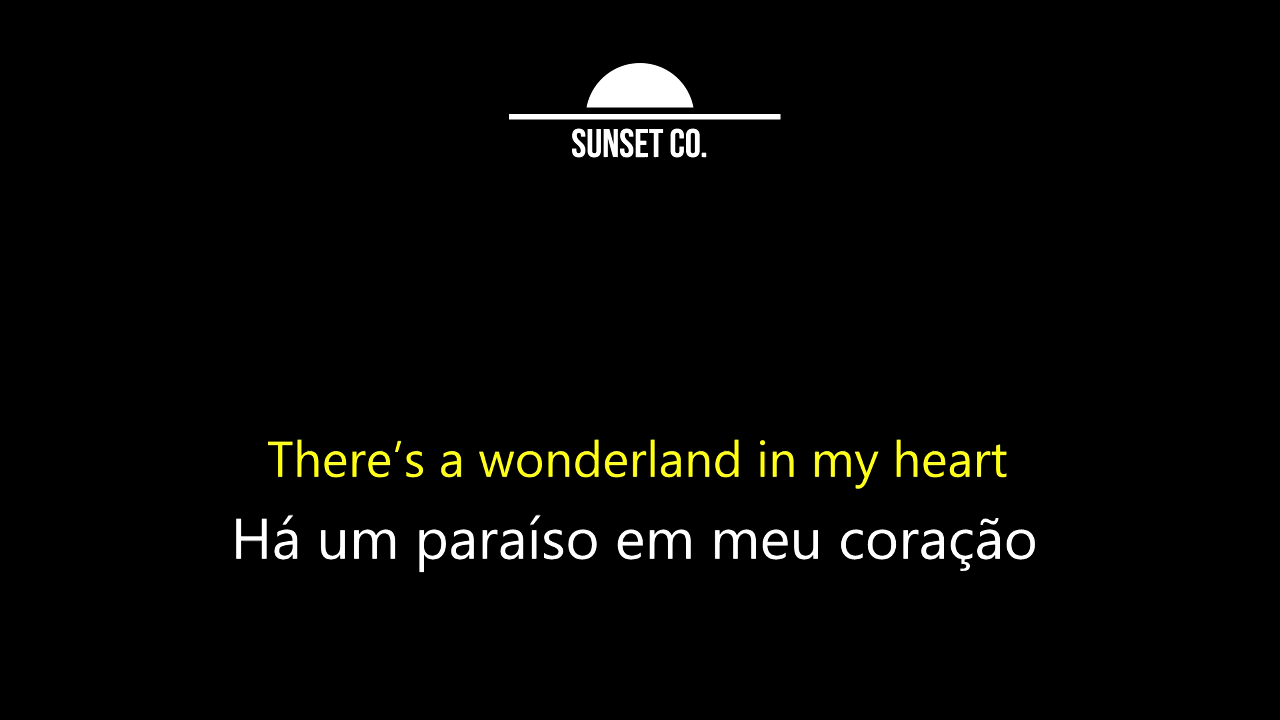 SUNSET CO.
There’s a wonderland in my heart
Há um paraíso em meu coração